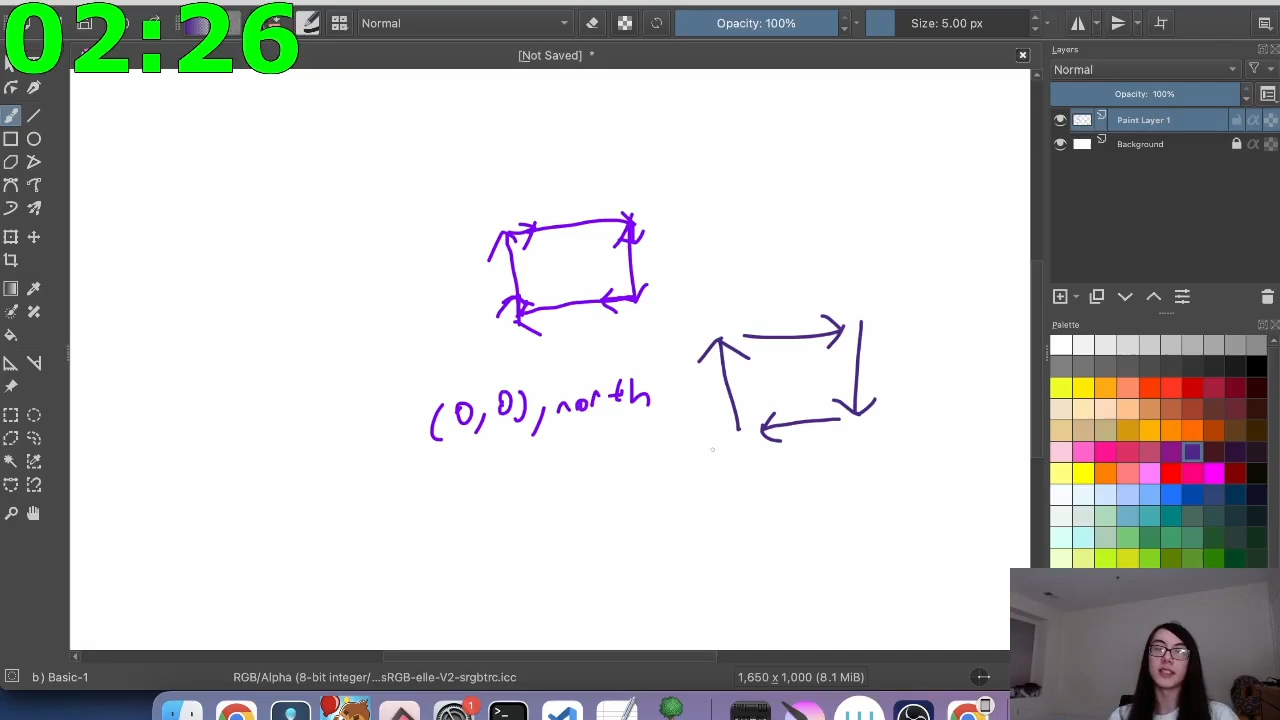 02:26
Normal
Opacity: 100%
Size: 5.00 px
[Not Saved] *
Layers
Normal
Opacity: 100%
Paint Layer 1
Background
Palette
(0,0), north
b) Basic-1
RGB/Alpha (8-bit integer/...sRGB-elle-V2-srgbtrc.icc
1,650 x 1,000 (8.1 MiB)
1